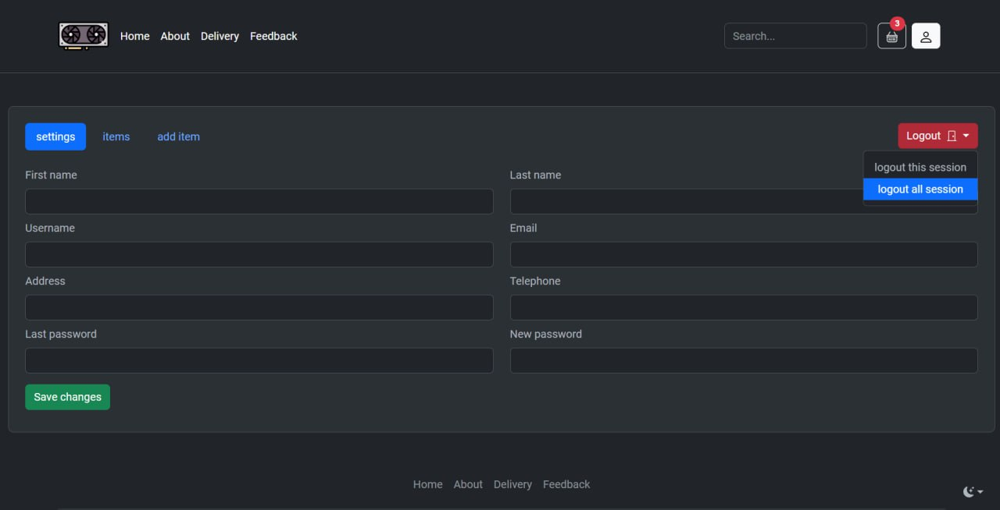 Home About Delivery Feedback
Search...
3
settings items add item
Logout
logout this session
logout all session
First name
Last name
Username
Email
Address
Telephone
Last password
New password
Save changes
Home About Delivery Feedback